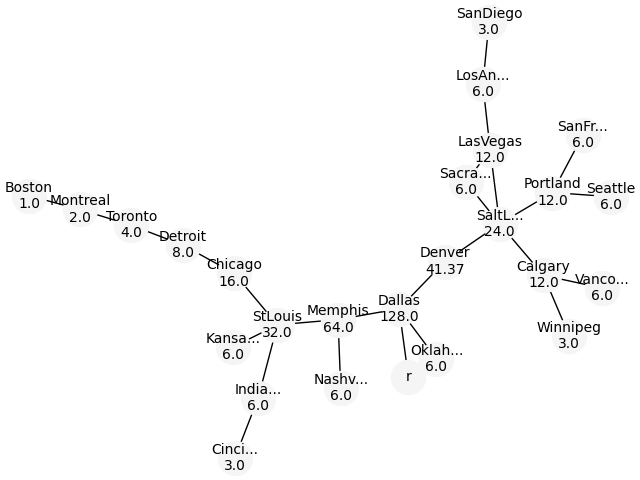 SanDiego
3.0
LosAn...
6.0
LasVegas
12.0
SanFr...
6.0
Sacra...
6.0
Portland
12.0
Seattle
6.0
Boston
1.0
Montreal
2.0
Toronto
4.0
SaltL...
24.0
Detroit
8.0
Denver
41.37
Chicago
16.0
Calgary
12.0
Vanco...
6.0
Dallas
128.0
Memphis
64.0
StLouis
32.0
Winnipeg
3.0
Kansa...
6.0
Oklah...
6.0
r
Nashv...
6.0
India...
6.0
Cinci...
3.0